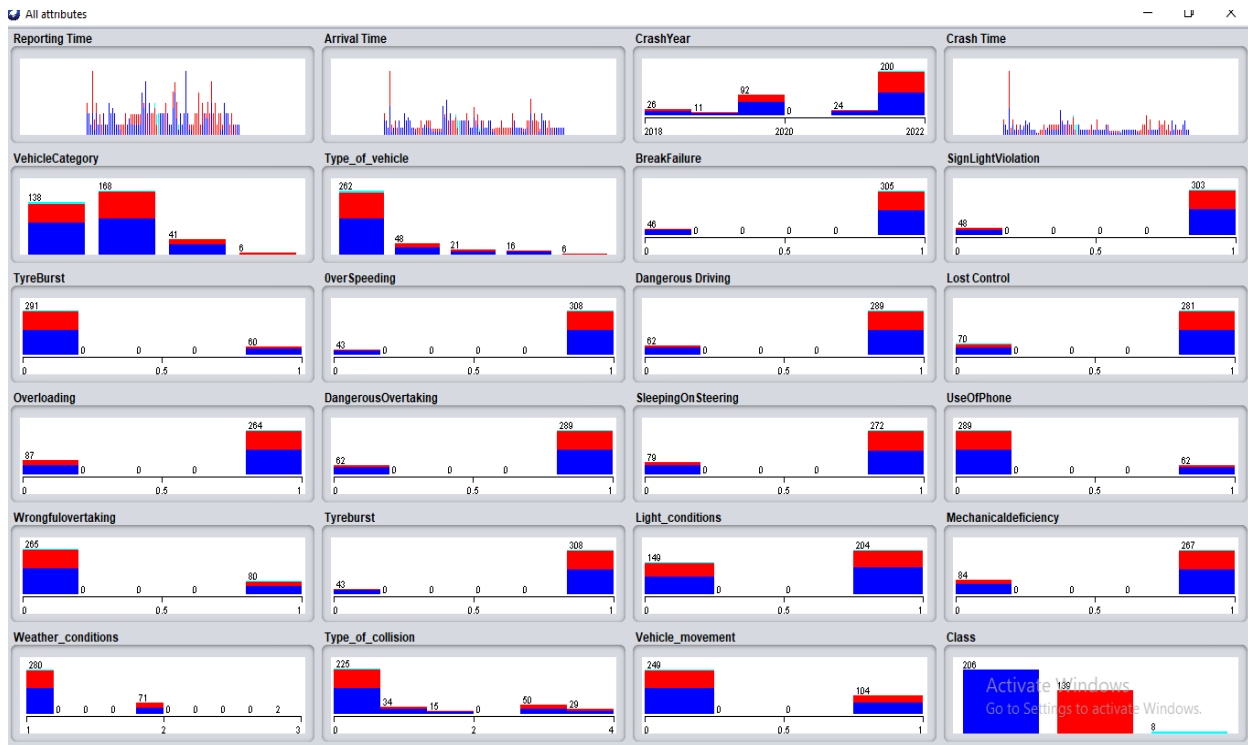 All attributes
Reporting Time
Arrival Time
CrashYear
26 11 92 0 24 200
2018 2020 2022
Crash Time
VehicleCategory
138 168 41 6
Type_of_vehicle
262 48 21 16 6
BreakFailure
46 0 0 0 305
0 0.5 1
SignLightViolation
48 0 0 0 303
0 0.5 1
TyreBurst
291 0 0 0 60
0 0.5 1
OverSpeeding
43 0 0 0 308
0 0.5 1
Dangerous Driving
62 0 0 0 289
0 0.5 1
Lost Control
70 0 0 0 281
0 0.5 1
Overloading
87 0 0 0 264
0 0.5 1
DangerousOvertaking
62 0 0 0 289
0 0.5 1
SleepingOnSteering
79 0 0 0 272
0 0.5 1
UseOfPhone
289 0 0 0 62
0 0.5 1
Wrongfulovertaking
265 0 0 0 80
0 0.5 1
Tyreburst
43 0 0 0 308
0 0.5 1
Light_conditions
149 0 0 204
0 0.5 1
Mechanicaldeficiency
84 0 0 0 267
0 0.5 1
Weather_conditions
280 0 0 0 71 0 0 0 0 2
1 2 3
Type_of_collision
225 34 15 0 50 29
0 2 4
Vehicle_movement
249 0 0 104
0 0.5 1
Class
206 139 8
Activate Windows
Go to Settings to activate Windows.